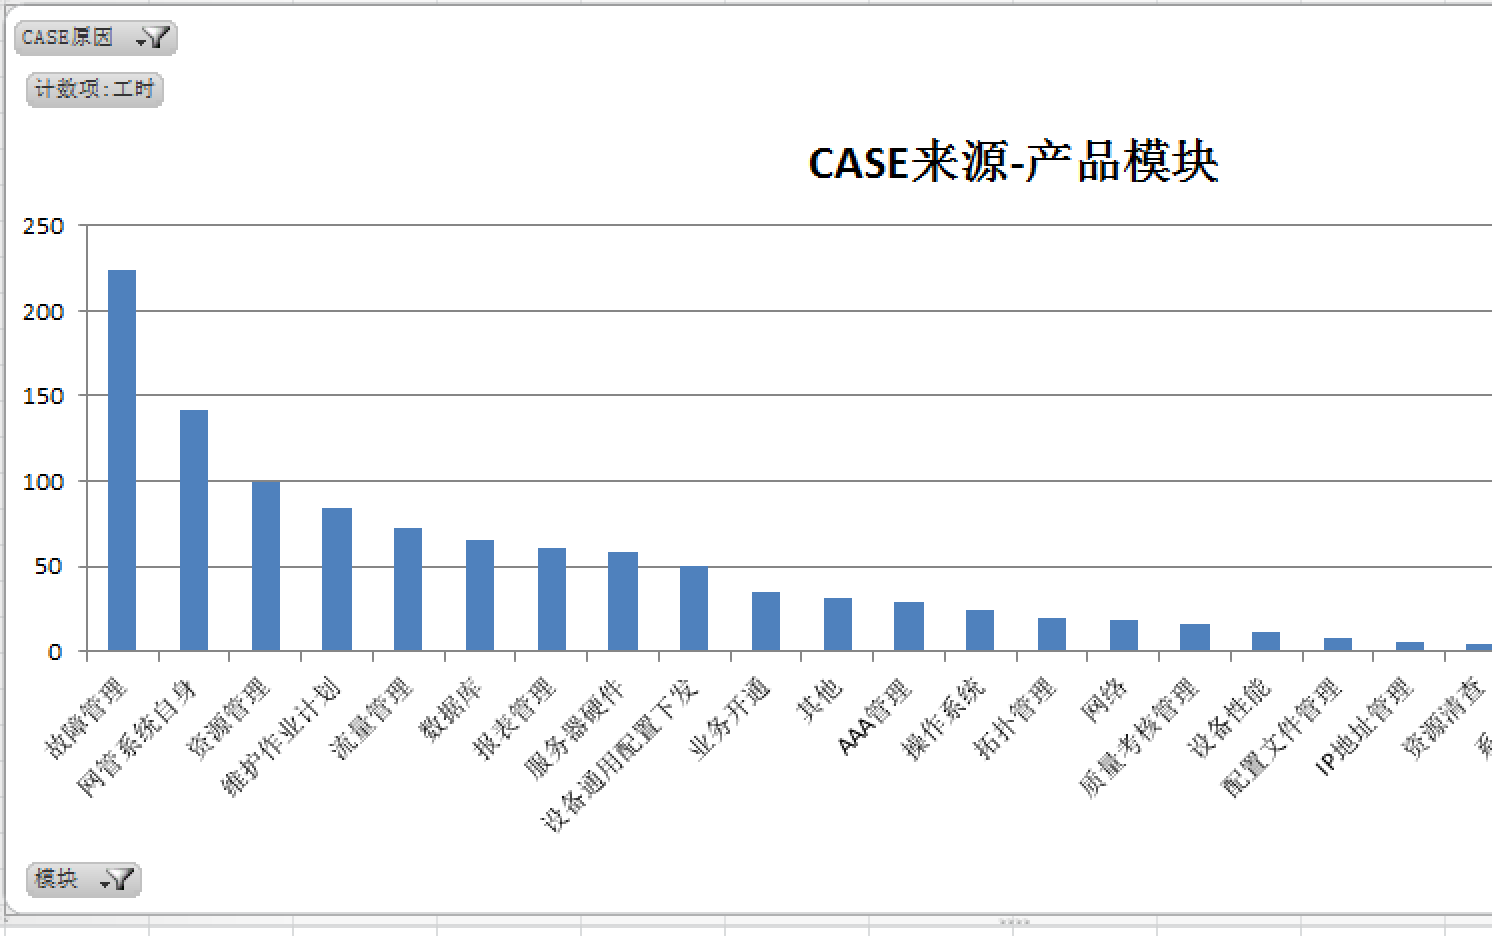 CASE原因
计数项:工时
CASE来源-产品模块
250
200
150
100
50
0
故障管理
网管系统自身
资源管理
维护作业计划
流量管理
数据库
报表管理
服务器硬件
设备通用配置下发
业务开通
其他
AAA管理
操作系统
拓扑管理
网络
质量考核管理
设备性能
配置文件管理
IP地址管理
资源清查
模块